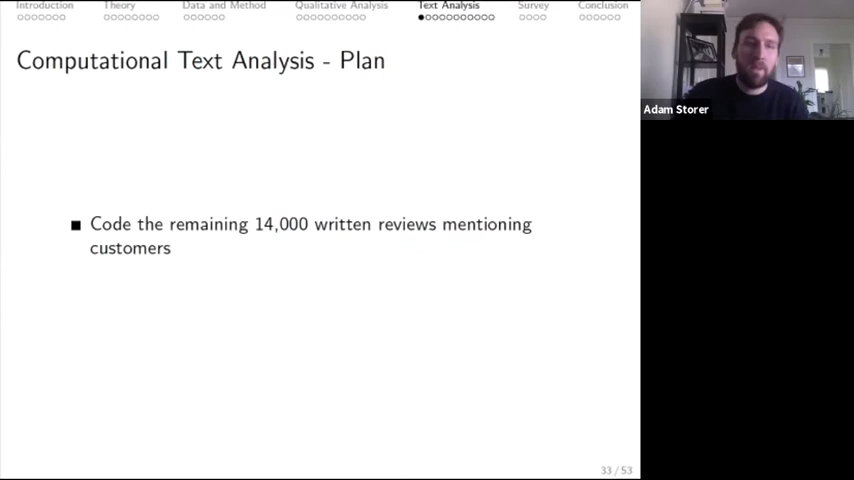 Introduction Theory Data and Method Qualitative Analysis Text Analysis Survey Conclusion
Computational Text Analysis - Plan
Code the remaining 14,000 written reviews mentioning
customers
33 / 53
Adam Storer